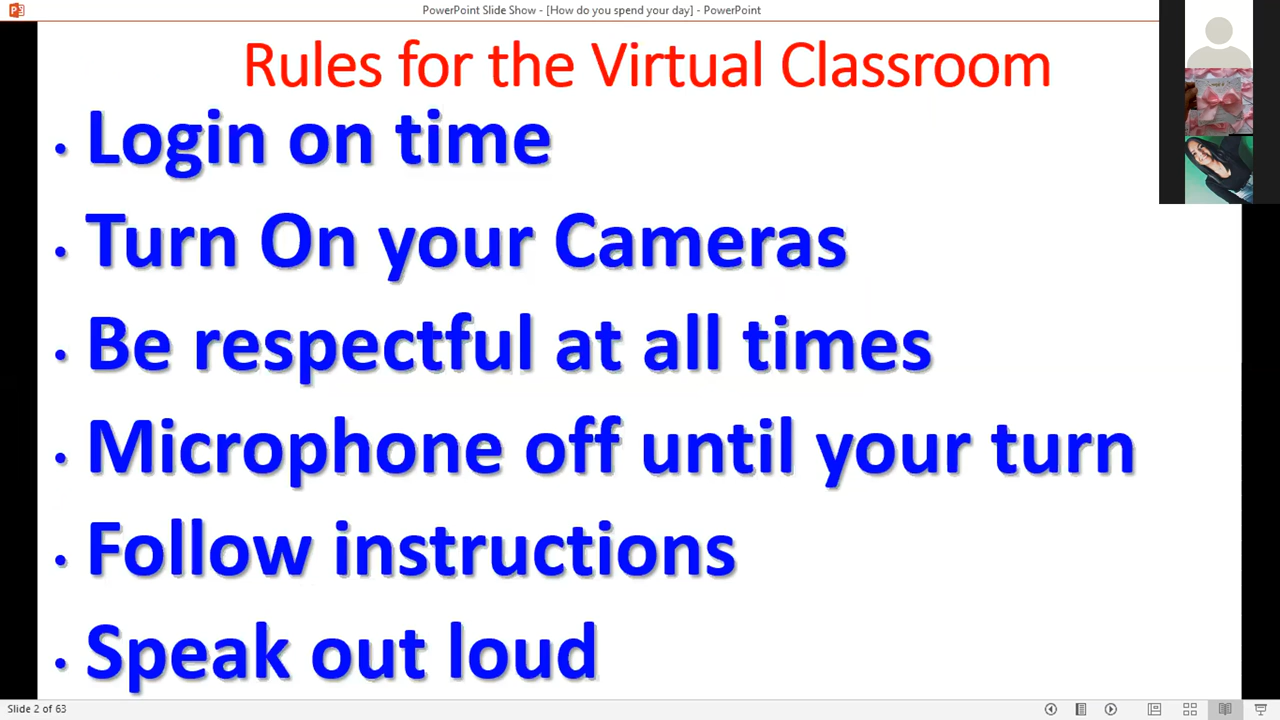 PowerPoint Slide Show - [How do you spend your day] - PowerPoint
Rules for the Virtual Classroom
• Login on time
• Turn On your Cameras
• Be respectful at all times
• Microphone off until your turn
• Follow instructions
• Speak out loud
Slide 2 of 63